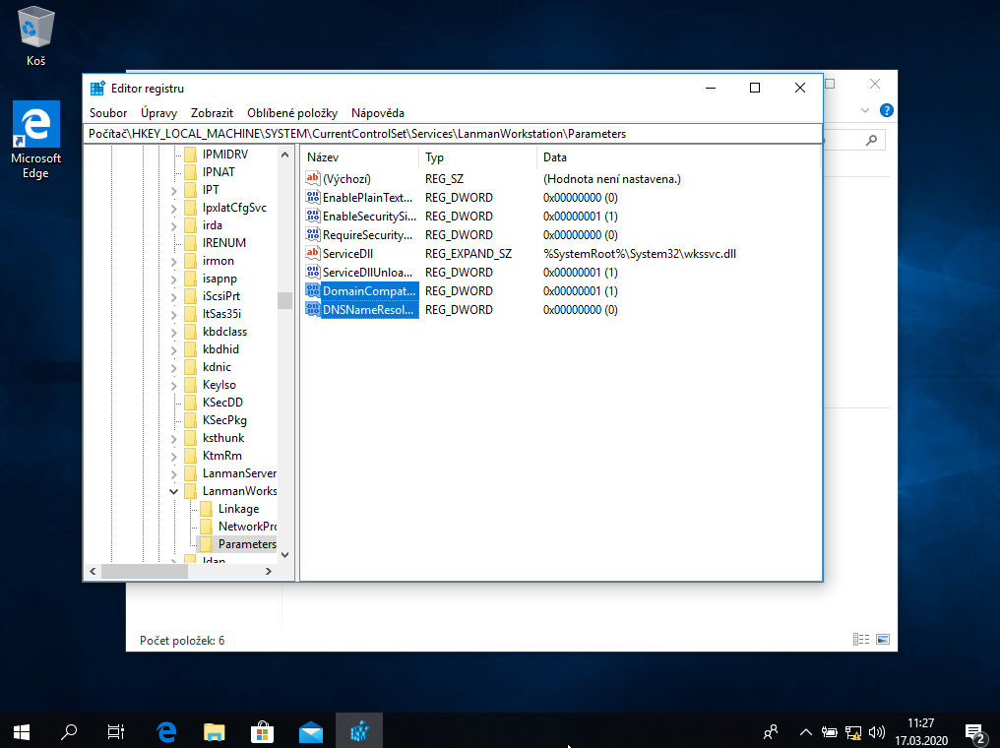 Koš
Microsoft
Edge
Editor registru
Soubor Úpravy Zobrazit Oblíbené položky Nápověda
Počítač\HKEY_LOCAL_MACHINE\SYSTEM\CurrentControlSet\Services\LanmanWorkstation\Parameters
IPMIDRV
IPNAT
IPT
IpxlatCfgSvc
irda
IRENUM
irmon
isapnp
iScsiPrt
ItSas35i
kbdclass
kbdhid
kdnic
KeyIso
KSecDD
KSecPkg
ksthunk
KtmRm
LanmanServer
LanmanWorks
Linkage
NetworkPro
Parameters
ldap
Název Typ Data
ab (Výchozí) REG_SZ (Hodnota není nastavena.)
EnablePlainText... REG_DWORD 0x00000000 (0)
EnableSecuritySi... REG_DWORD 0x00000001 (1)
RequireSecurity... REG_DWORD 0x00000000 (0)
ab ServiceDll REG_EXPAND_SZ %SystemRoot%\System32\wkssvc.dll
ServiceDllUnloa... REG_DWORD 0x00000001 (1)
DomainCompat... REG_DWORD 0x00000001 (1)
DNSNameResol... REG_DWORD 0x00000000 (0)
Počet položek: 6
11:27
17.03.2020
2